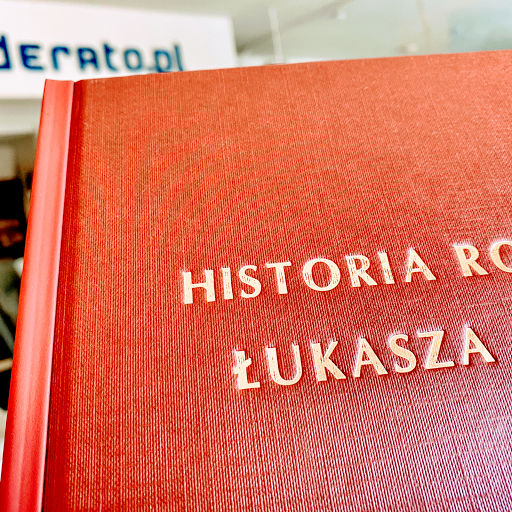 derato.pl
HISTORIA RO
ŁUKASZA